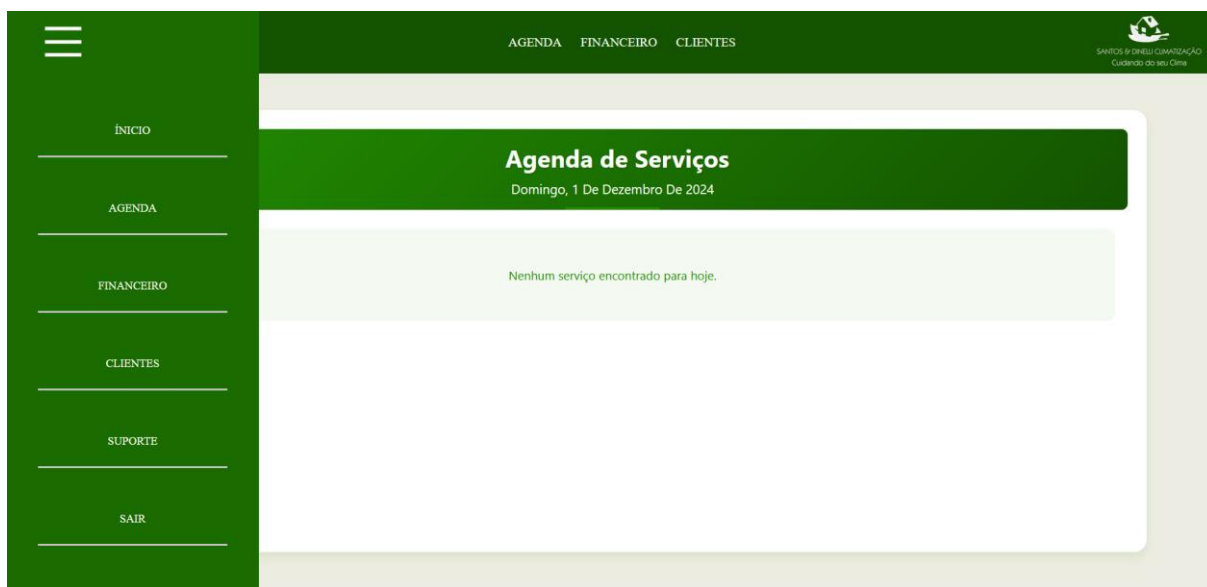 AGENDA FINANCEIRO CLIENTES
SANTOS & DINELLI CLIMATIZAÇÃO
Cuidando do seu Clima
ÍNICIO
AGENDA
FINANCEIRO
CLIENTES
SUPORTE
SAIR
Agenda de Serviços
Domingo, 1 De Dezembro De 2024
Nenhum serviço encontrado para hoje.